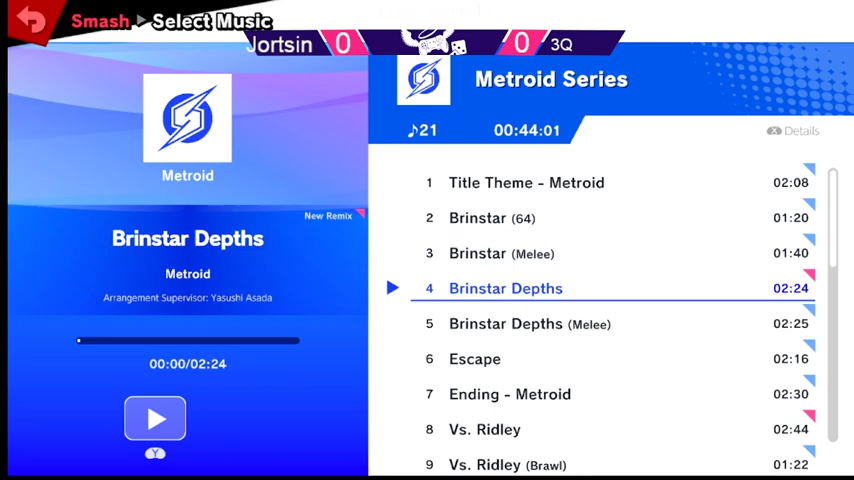 Smash ▶ Select Music
Jortsin 0 0 3Q
Metroid Series
♪21 00:44:01
Ⓧ Details
Metroid
New Remix
Brinstar Depths
Metroid
Arrangement Supervisor: Yasushi Asada
00:00/02:24
Y
1 Title Theme - Metroid 02:08
2 Brinstar (64) 01:20
3 Brinstar (Melee) 01:40
4 Brinstar Depths 02:24
5 Brinstar Depths (Melee) 02:25
6 Escape 02:16
7 Ending - Metroid 02:30
8 Vs. Ridley 02:44
9 Vs. Ridley (Brawl) 01:22